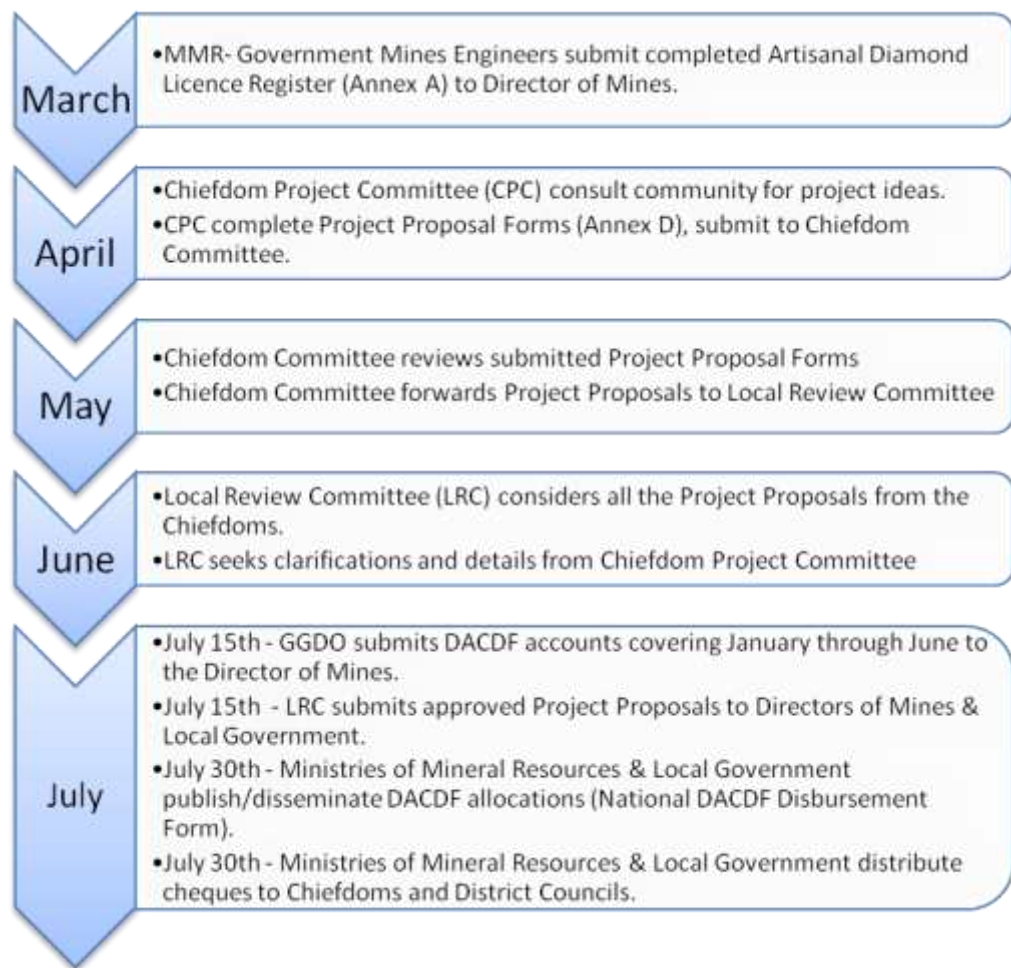 March
•MMR- Government Mines Engineers submit completed Artisanal Diamond
Licence Register (Annex A) to Director of Mines.
April
•Chiefdom Project Committee (CPC) consult community for project ideas.
•CPC complete Project Proposal Forms (Annex D), submit to Chiefdom
Committee.
May
•Chiefdom Committee reviews submitted Project Proposal Forms
•Chiefdom Committee forwards Project Proposals to Local Review Committee
June
•Local Review Committee (LRC) considers all the Project Proposals from the
Chiefdoms.
•LRC seeks clarifications and details from Chiefdom Project Committee
July
•July 15th - GGDO submits DACDF accounts covering January through June to
the Director of Mines.
•July 15th  - LRC submits approved Project Proposals to Directors of Mines &
Local Government.
•July 30th - Ministries of Mineral Resources & Local Government
publish/disseminate DACDF allocations (National DACDF Disbursement
Form).
•July 30th - Ministries of Mineral Resources & Local Government distribute
cheques to Chiefdoms and District Councils.